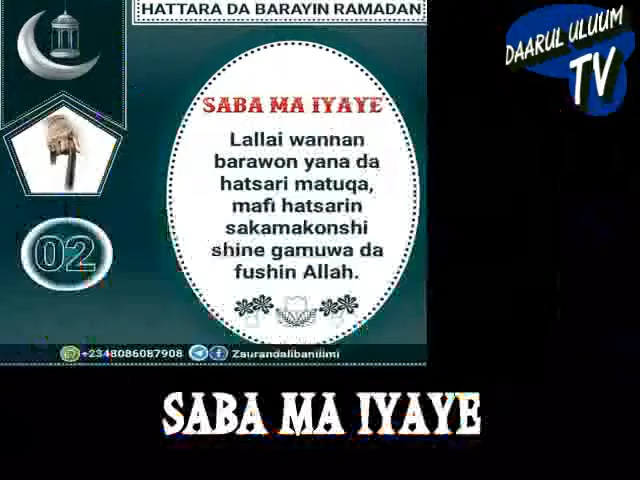 HATTARA DA BARAYIN RAMADAN
DAARUL ULUUM
TV
SABA MA IYAYE
Lallai wannan
barawon yana da
hatsari matuqa,
mafi hatsarin
sakamakonshi
shine gamuwa da
fushin Allah.
02
+2348086087908 Zaurandalibanilimi
SABA MA IYAYE